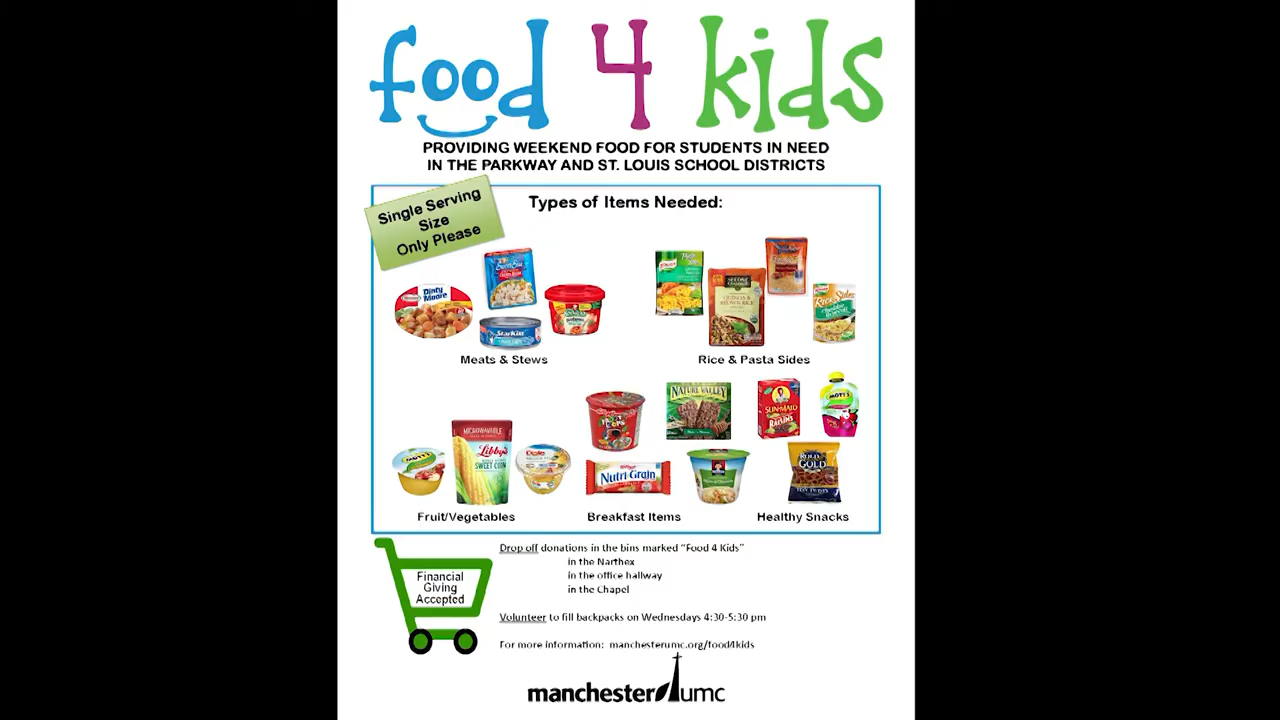 food 4 kids
PROVIDING WEEKEND FOOD FOR STUDENTS IN NEED
IN THE PARKWAY AND ST. LOUIS SCHOOL DISTRICTS
Single Serving
Size
Only Please
Types of Items Needed:
Dinty
Moore
StarKist
Knorr
Meats & Stews
Rice & Pasta Sides
NATURE VALLEY
SUN-MAID
RAISINS
MOTT'S
MICROWAVABLE
Libby's
SWEET CORN
MOTT'S
Dole
Nutri Grain
ROLD
GOLD
Fruit/Vegetables
Breakfast Items
Healthy Snacks
Financial
Giving
Accepted
Drop off donations in the bins marked “Food 4 Kids”
in the Narthex
in the office hallway
in the Chapel
Volunteer to fill backpacks on Wednesdays 4:30-5:30 pm
For more information: manchesterumc.org/food4kids
manchester umc